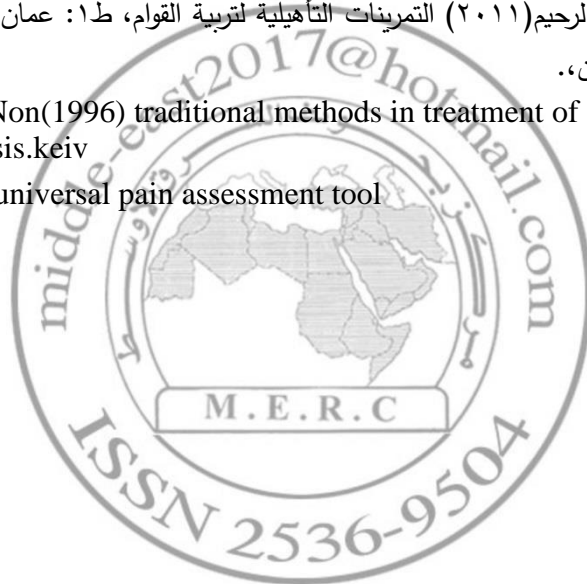 لرحيم(٢٠١١) التمرينات التأهيلية لتربية القوام، ط١: عمان
ن،.
Non(1996) traditional methods in treatment of
sis.keiv
universal pain assessment tool
middle-east2017@hotmail.com
M.E.R.C
ISSN 2536-9504